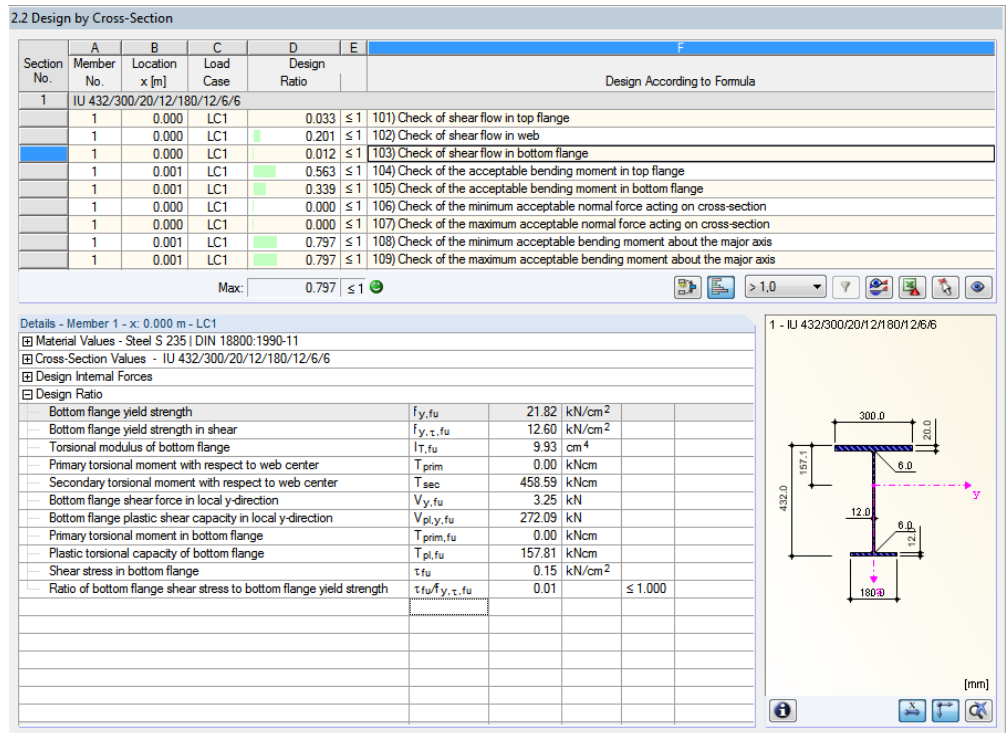 2.2 Design by Cross-Section
A B C D E F
Section Member Location Load Design
No. No. x [m] Case Ratio Design According to Formula
1 IU 432/300/20/12/180/12/6/6
1 0.000 LC1 0.033 ≤ 1 101) Check of shear flow in top flange
1 0.000 LC1 0.201 ≤ 1 102) Check of shear flow in web
1 0.000 LC1 0.012 ≤ 1 103) Check of shear flow in bottom flange
1 0.001 LC1 0.563 ≤ 1 104) Check of the acceptable bending moment in top flange
1 0.001 LC1 0.339 ≤ 1 105) Check of the acceptable bending moment in bottom flange
1 0.000 LC1 0.000 ≤ 1 106) Check of the minimum acceptable normal force acting on cross-section
1 0.000 LC1 0.000 ≤ 1 107) Check of the maximum acceptable normal force acting on cross-section
1 0.001 LC1 0.797 ≤ 1 108) Check of the minimum acceptable bending moment about the major axis
1 0.001 LC1 0.797 ≤ 1 109) Check of the maximum acceptable bending moment about the major axis
Max: 0.797 ≤ 1 > 1,0
Details - Member 1 - x: 0.000 m - LC1
Material Values - Steel S 235 | DIN 18800:1990-11
Cross-Section Values - IU 432/300/20/12/180/12/6/6
Design Internal Forces
Design Ratio
Bottom flange yield strength fy,fu 21.82 kN/cm2
Bottom flange yield strength in shear fy,τ,fu 12.60 kN/cm2
Torsional modulus of bottom flange IT,fu 9.93 cm4
Primary torsional moment with respect to web center Tprim 0.00 kNcm
Secondary torsional moment with respect to web center Tsec 458.59 kNcm
Bottom flange shear force in local y-direction Vy,fu 3.25 kN
Bottom flange plastic shear capacity in local y-direction Vpl,y,fu 272.09 kN
Primary torsional moment in bottom flange Tprim,fu 0.00 kNcm
Plastic torsional capacity of bottom flange Tpl,fu 157.81 kNcm
Shear stress in bottom flange τfu 0.15 kN/cm2
Ratio of bottom flange shear stress to bottom flange yield strength τfu/fy,τ,fu 0.01 ≤ 1.000
1 - IU 432/300/20/12/180/12/6/6
300.0
20.0
157.1
6.0
y
432.0
12.0
6.0
12.0
180.0
[mm]